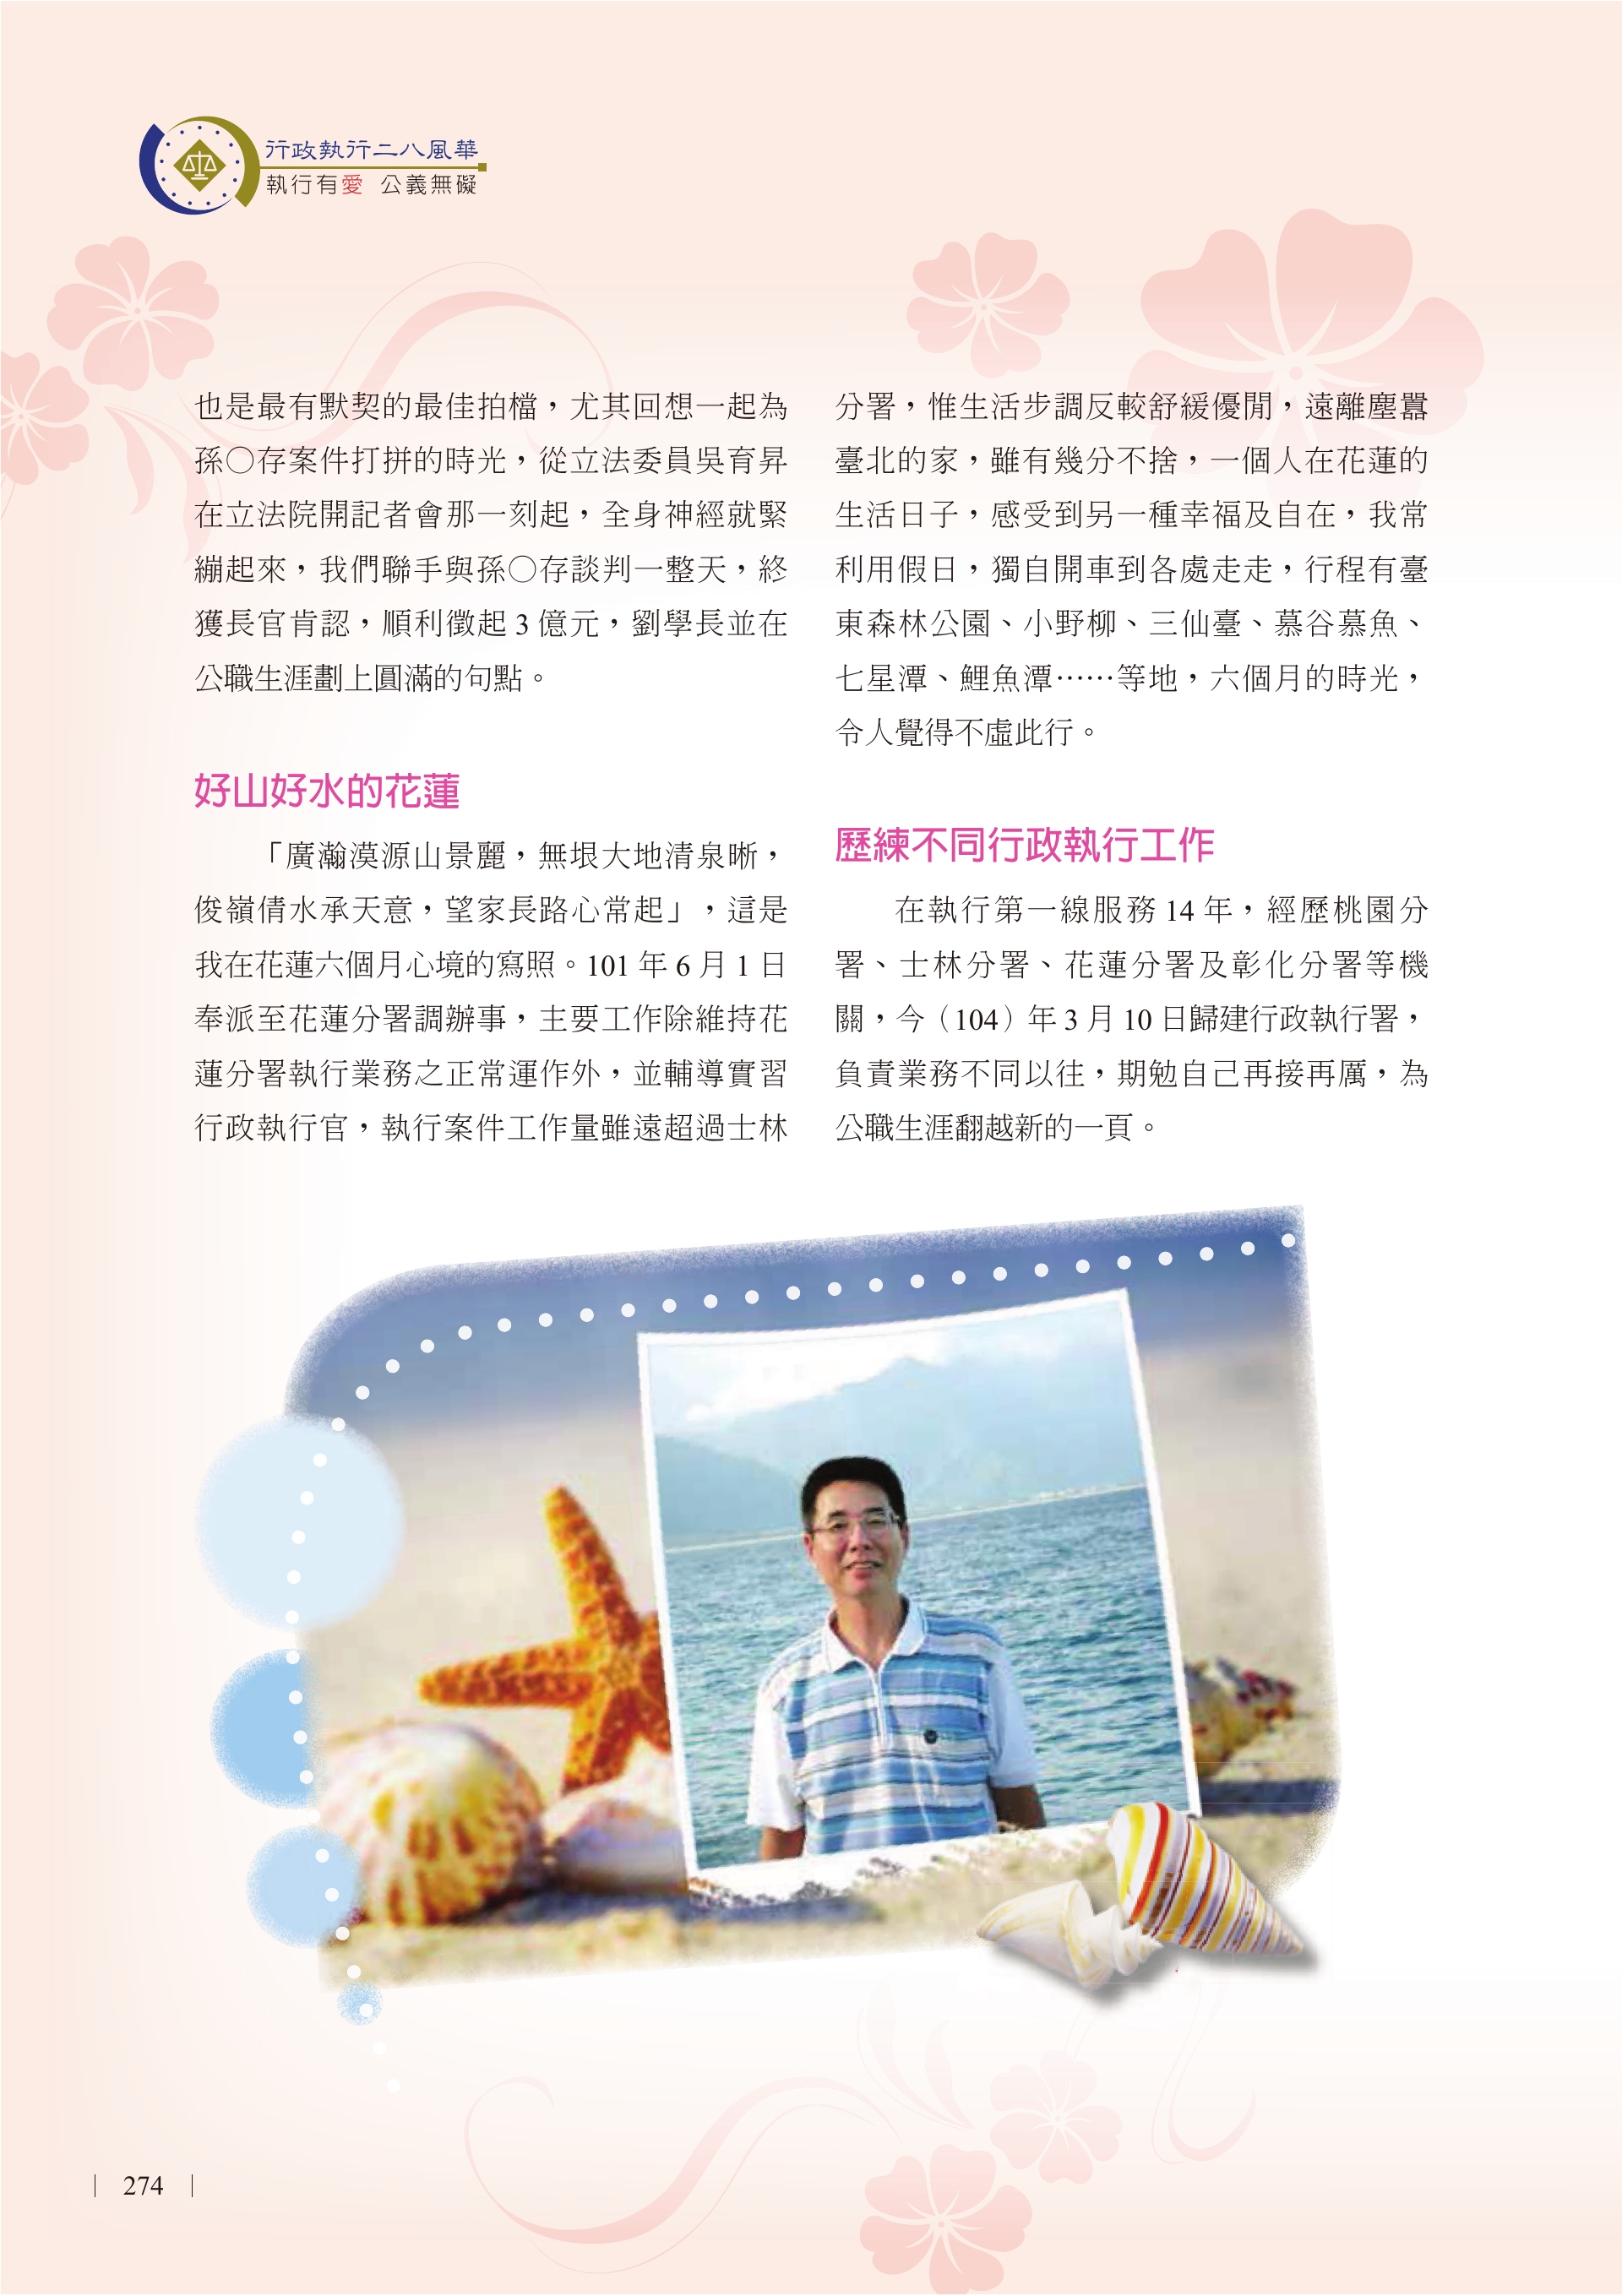 行政執行二八風華
執行有愛 公義無礙
也是最有默契的最佳拍檔，尤其回想一起為
孫○存案件打拼的時光，從立法委員吳育昇
在立法院開記者會那一刻起，全身神經就緊
繃起來，我們聯手與孫○存談判一整天，終
獲長官肯認，順利徵起 3 億元，劉學長並在
公職生涯劃上圓滿的句點。
好山好水的花蓮
「廣瀚漠源山景麗，無垠大地清泉晰，
俊嶺倩水承天意，望家長路心常起」，這是
我在花蓮六個月心境的寫照。101 年 6 月 1 日
奉派至花蓮分署調辦事，主要工作除維持花
蓮分署執行業務之正常運作外，並輔導實習
行政執行官，執行案件工作量雖遠超過士林
分署，惟生活步調反較舒緩優閒，遠離塵囂
臺北的家，雖有幾分不捨，一個人在花蓮的
生活日子，感受到另一種幸福及自在，我常
利用假日，獨自開車到各處走走，行程有臺
東森林公園、小野柳、三仙臺、慕谷慕魚、
七星潭、鯉魚潭……等地，六個月的時光，
令人覺得不虛此行。
歷練不同行政執行工作
在執行第一線服務 14 年，經歷桃園分
署、士林分署、花蓮分署及彰化分署等機
關，今（104）年 3 月 10 日歸建行政執行署，
負責業務不同以往，期勉自己再接再厲，為
公職生涯翻越新的一頁。
274